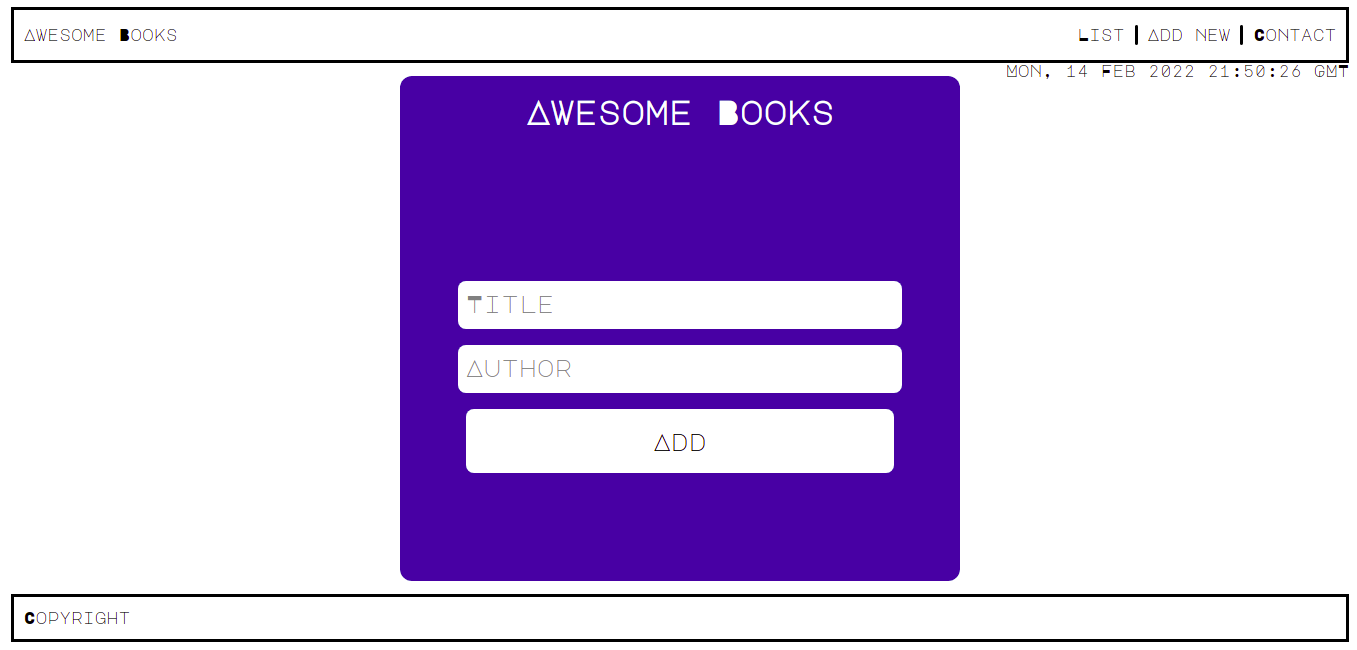 Awesome Books
List | Add new | Contact
Mon, 14 Feb 2022 21:50:26 GMT
Awesome Books
Title
Author
Add
Copyright